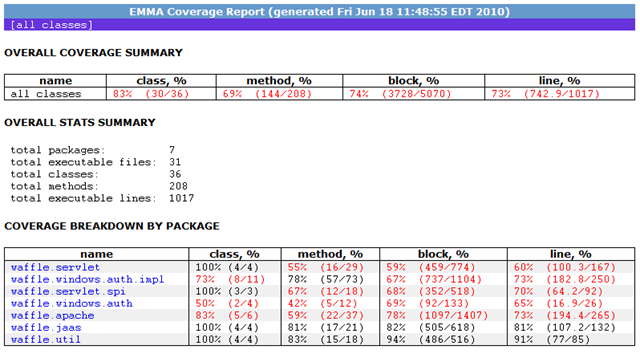 EMMA Coverage Report (generated Fri Jun 18 11:48:55 EDT 2010)
[all classes]
OVERALL COVERAGE SUMMARY
name class, % method, % block, % line, %
all classes 83% (30/36) 69% (144/208) 74% (3728/5070) 73% (742.9/1017)
OVERALL STATS SUMMARY
total packages: 7
total executable files: 31
total classes: 36
total methods: 208
total executable lines: 1017
COVERAGE BREAKDOWN BY PACKAGE
name class, % method, % block, % line, %
waffle.servlet 100% (4/4) 55% (16/29) 59% (459/774) 60% (100.3/167)
waffle.windows.auth.impl 73% (8/11) 78% (57/73) 67% (737/1104) 73% (182.8/250)
waffle.servlet.spi 100% (3/3) 67% (12/18) 68% (352/518) 70% (64.2/92)
waffle.windows.auth 50% (2/4) 42% (5/12) 69% (92/133) 65% (16.9/26)
waffle.apache 83% (5/6) 59% (22/37) 78% (1097/1407) 73% (194.4/265)
waffle.jaas 100% (4/4) 81% (17/21) 82% (505/618) 81% (107.2/132)
waffle.util 100% (4/4) 83% (15/18) 94% (486/516) 91% (77/85)